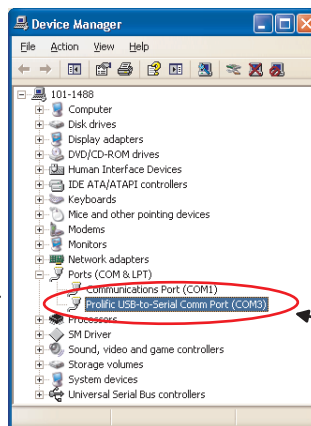 Device Manager
File Action View Help
101-1488
Computer
Disk drives
Display adapters
DVD/CD-ROM drives
Human Interface Devices
IDE ATA/ATAPI controllers
Keyboards
Mice and other pointing devices
Modems
Monitors
Network adapters
Ports (COM & LPT)
Communications Port (COM1)
Prolific USB-to-Serial Comm Port (COM3)
Processors
SM Driver
Sound, video and game controllers
Storage volumes
System devices
Universal Serial Bus controllers